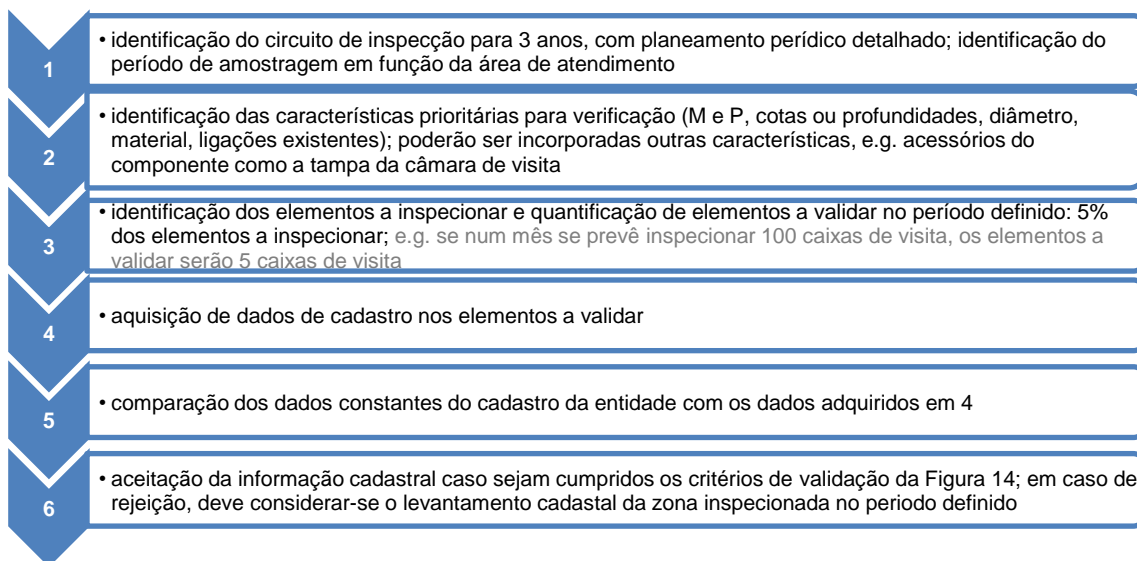 1
• identificação do circuito de inspecção para 3 anos, com planeamento perídico detalhado; identificação do
período de amostragem em função da área de atendimento
2
• identificação das características prioritárias para verificação (M e P, cotas ou profundidades, diâmetro,
material, ligações existentes); poderão ser incorporadas outras características, e.g. acessórios do
componente como a tampa da câmara de visita
3
• identificação dos elementos a inspecionar e quantificação de elementos a validar no período definido: 5%
dos elementos a inspecionar; e.g. se num mês se prevê inspecionar 100 caixas de visita, os elementos a
validar serão 5 caixas de visita
4
• aquisição de dados de cadastro nos elementos a validar
5
• comparação dos dados constantes do cadastro da entidade com os dados adquiridos em 4
6
• aceitação da informação cadastral caso sejam cumpridos os critérios de validação da Figura 14; em caso de
rejeição, deve considerar-se o levantamento cadastal da zona inspecionada no periodo definido